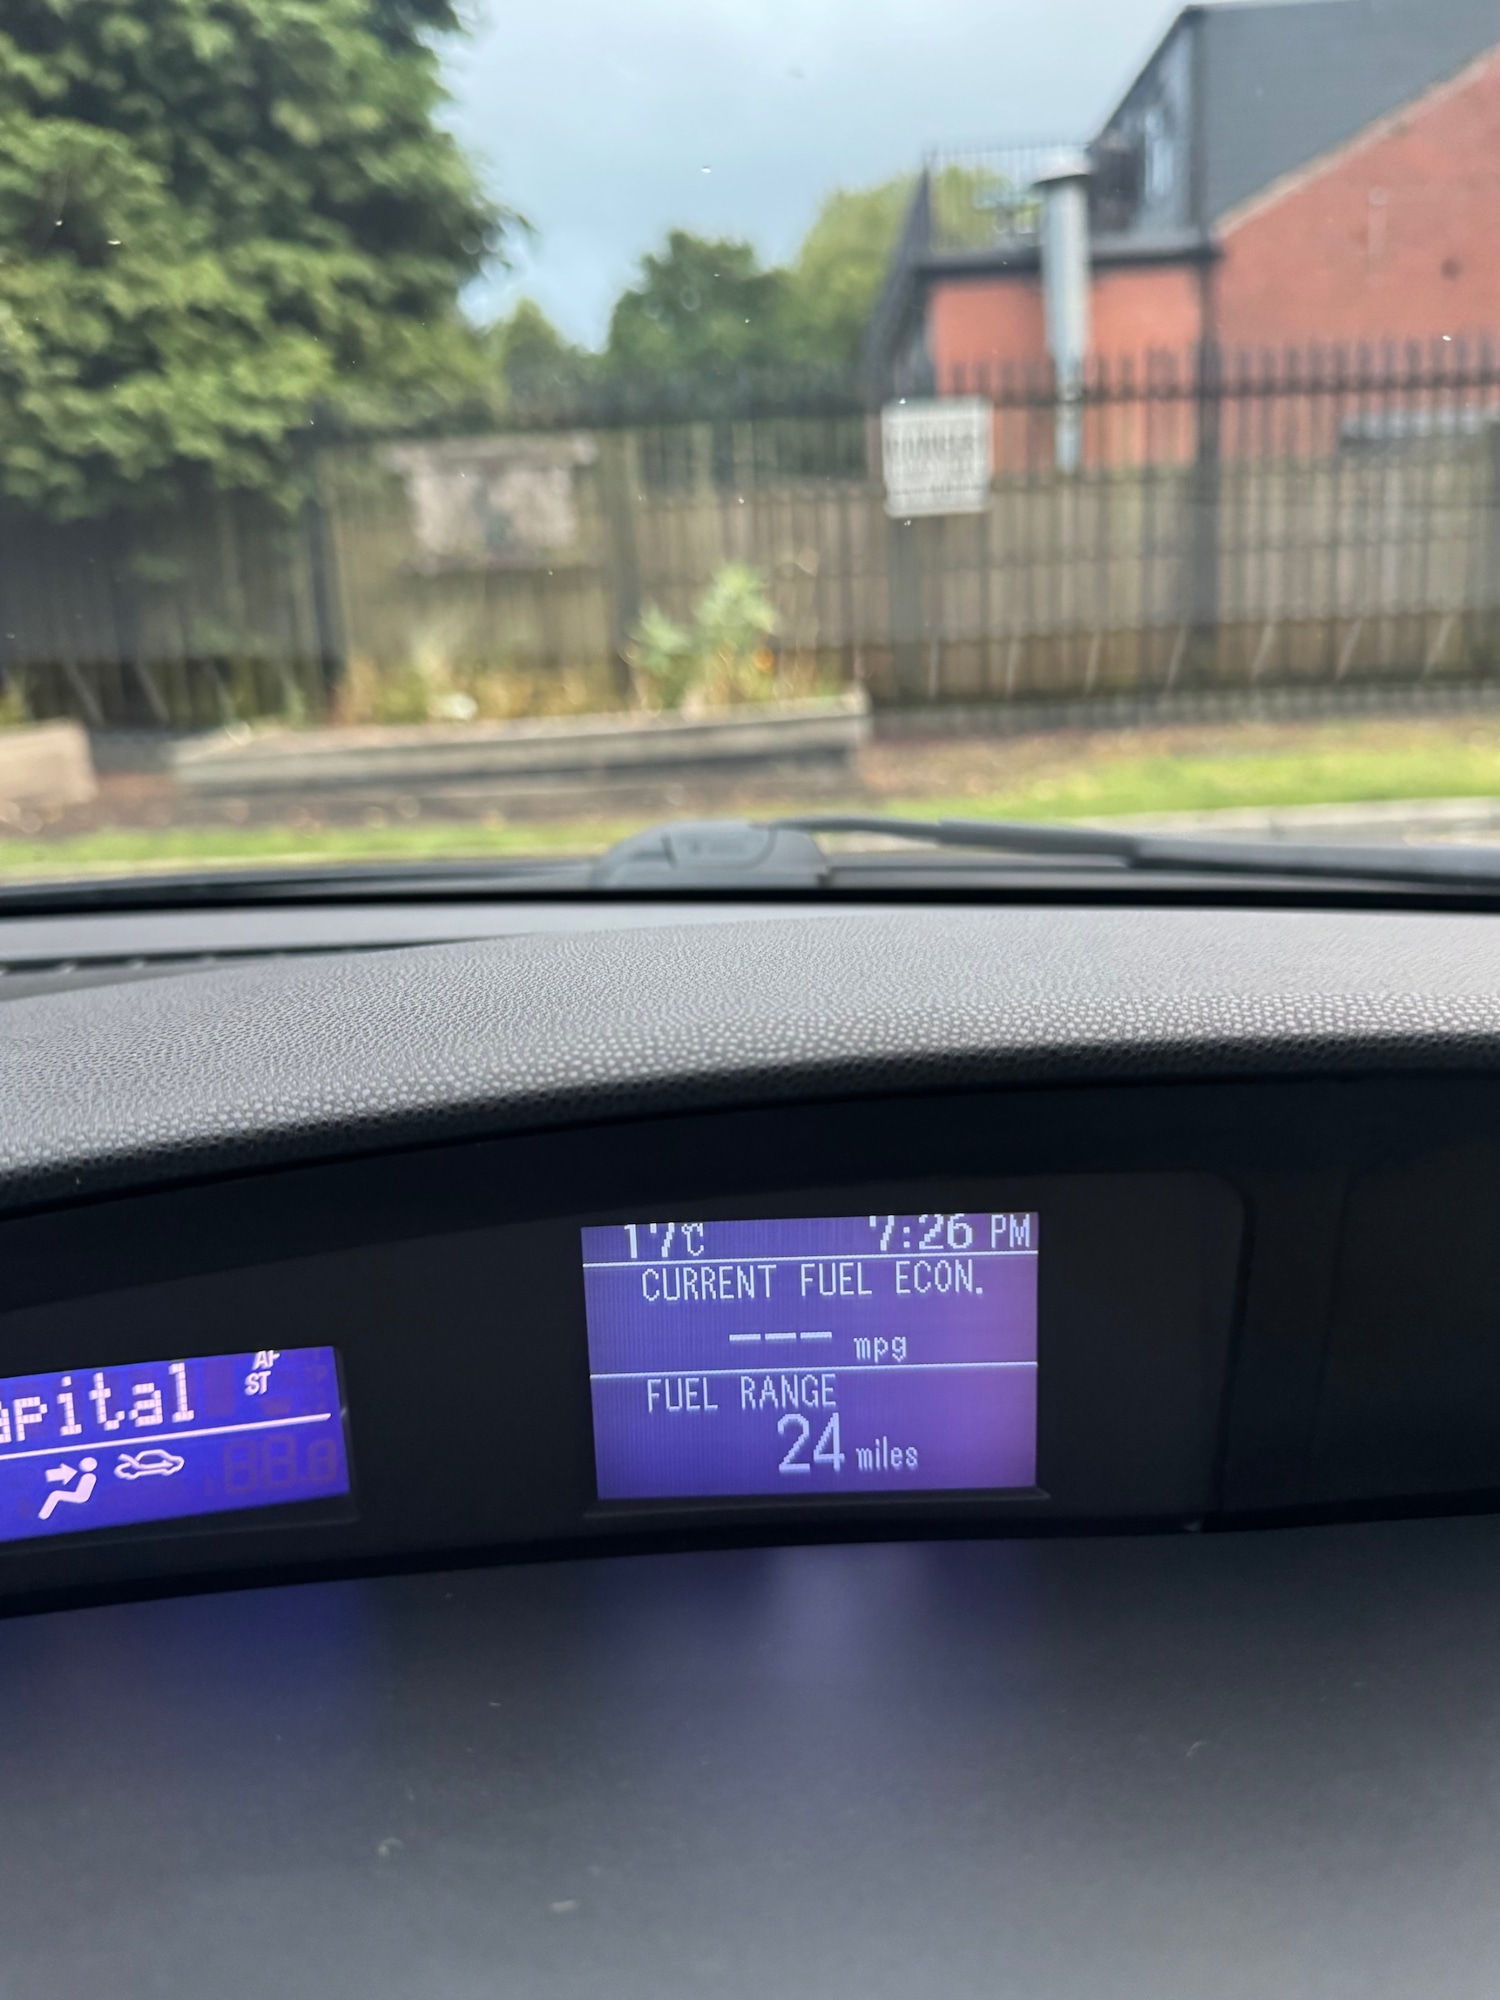 17℃ 7:26 PM
CURRENT FUEL ECON.
--- mpg
FUEL RANGE
24 miles
apital
AF
ST